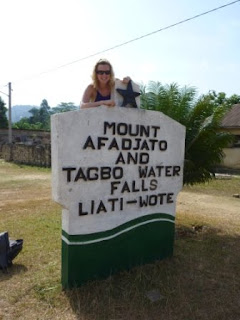 MOUNT
AFADJATO
AND
TAGBO WATER
FALLS
LIATI-WOTE